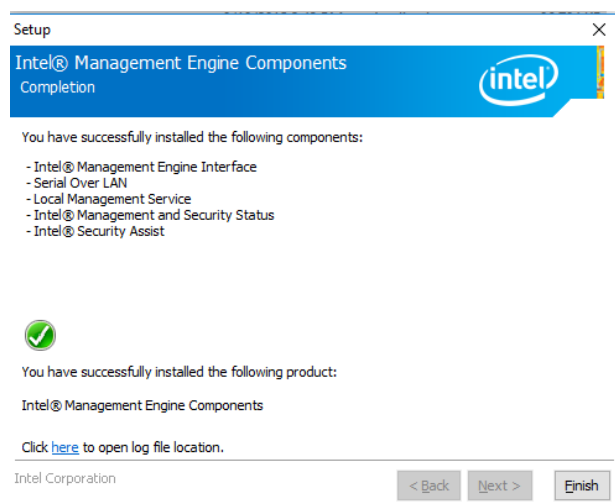 Setup
Intel® Management Engine Components
Completion
intel
You have successfully installed the following components:
- Intel® Management Engine Interface
- Serial Over LAN
- Local Management Service
- Intel® Management and Security Status
- Intel® Security Assist
You have successfully installed the following product:
Intel® Management Engine Components
Click here to open log file location.
Intel Corporation
< Back Next > Finish